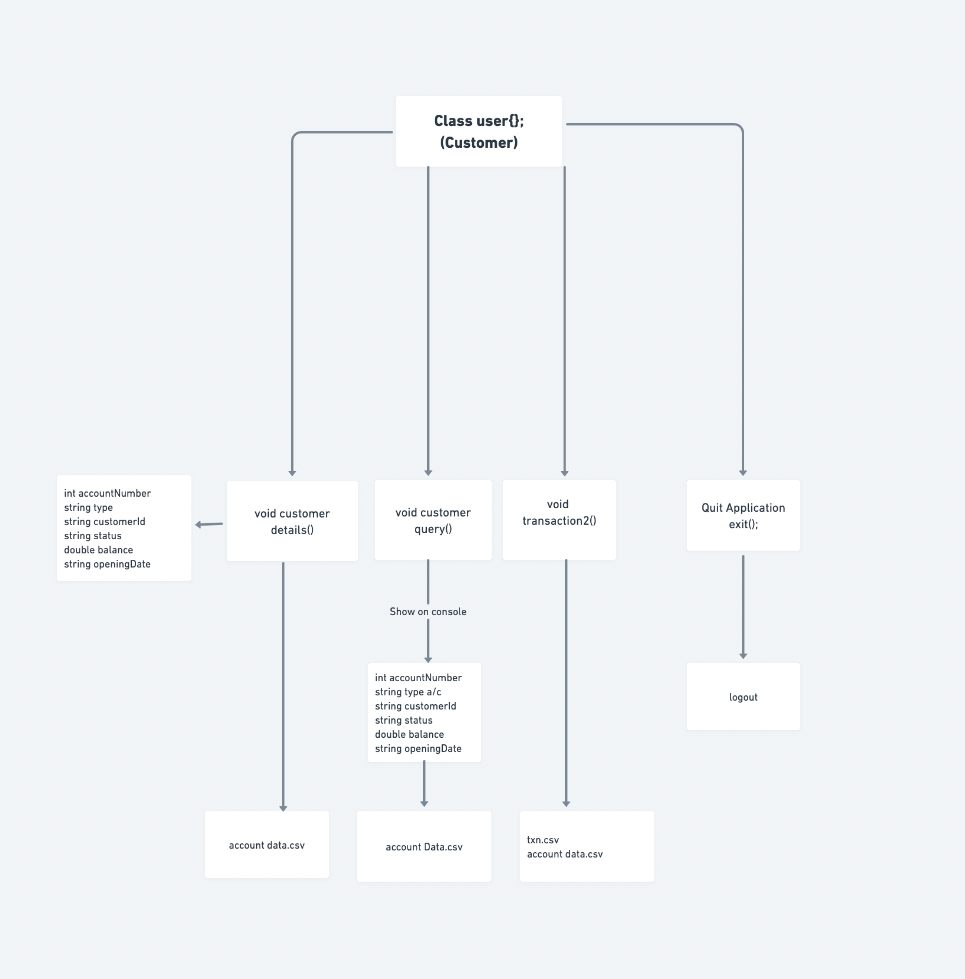 Class user{};
(Customer)
int accountNumber
string type
string customerId
string status
double balance
string openingDate
void customer
details()
void customer
query()
void
transaction2()
Quit Application
exit();
Show on console
int accountNumber
string type a/c
string customerId
string status
double balance
string openingDate
logout
account data.csv
account Data.csv
txn.csv
account data.csv